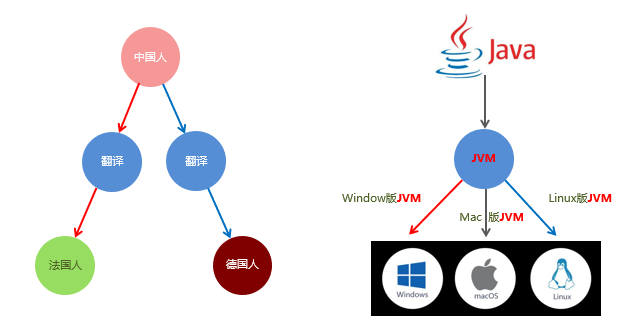 中国人
翻译
翻译
法国人
德国人
Java
JVM
Window版JVM
Mac 版JVM
Linux版JVM
Windows
macOS
Linux